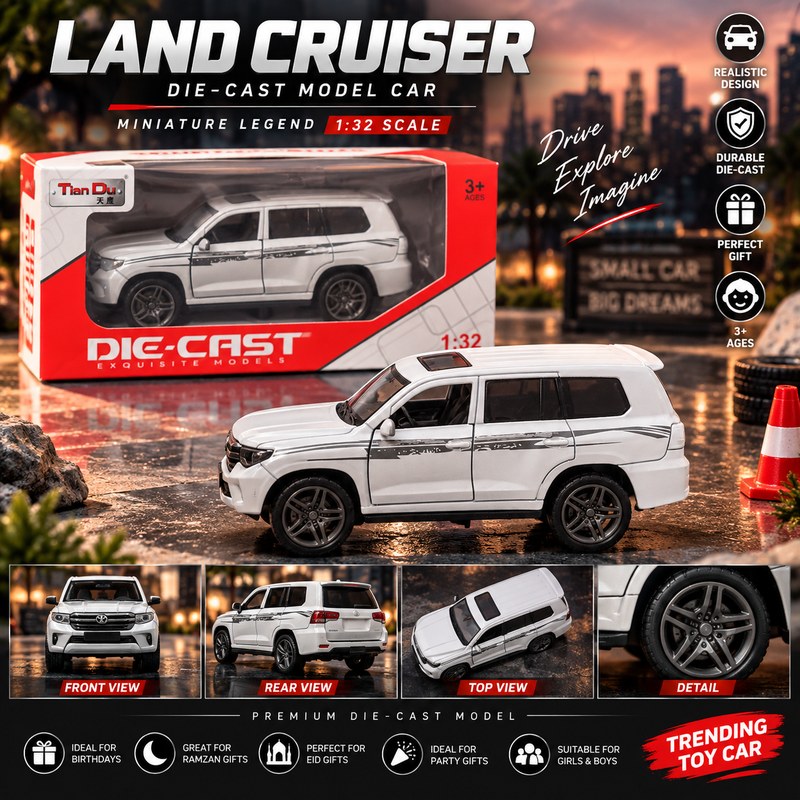 LAND CRUISER
DIE-CAST MODEL CAR
MINIATURE LEGEND 1:32 SCALE
REALISTIC
DESIGN
DURABLE
DIE-CAST
PERFECT
GIFT
3+
AGES
Drive
Explore
Imagine
SMALL CAR
BIG DREAMS
Tian Du
3+
AGES
DIE-CAST
EXQUISITE MODELS
1:32
FRONT VIEW
REAR VIEW
TOP VIEW
DETAIL
PREMIUM DIE-CAST MODEL
IDEAL FOR
BIRTHDAYS
GREAT FOR
RAMZAN GIFTS
PERFECT FOR
EID GIFTS
IDEAL FOR
PARTY GIFTS
SUITABLE FOR
GIRLS & BOYS
TRENDING
TOY CAR